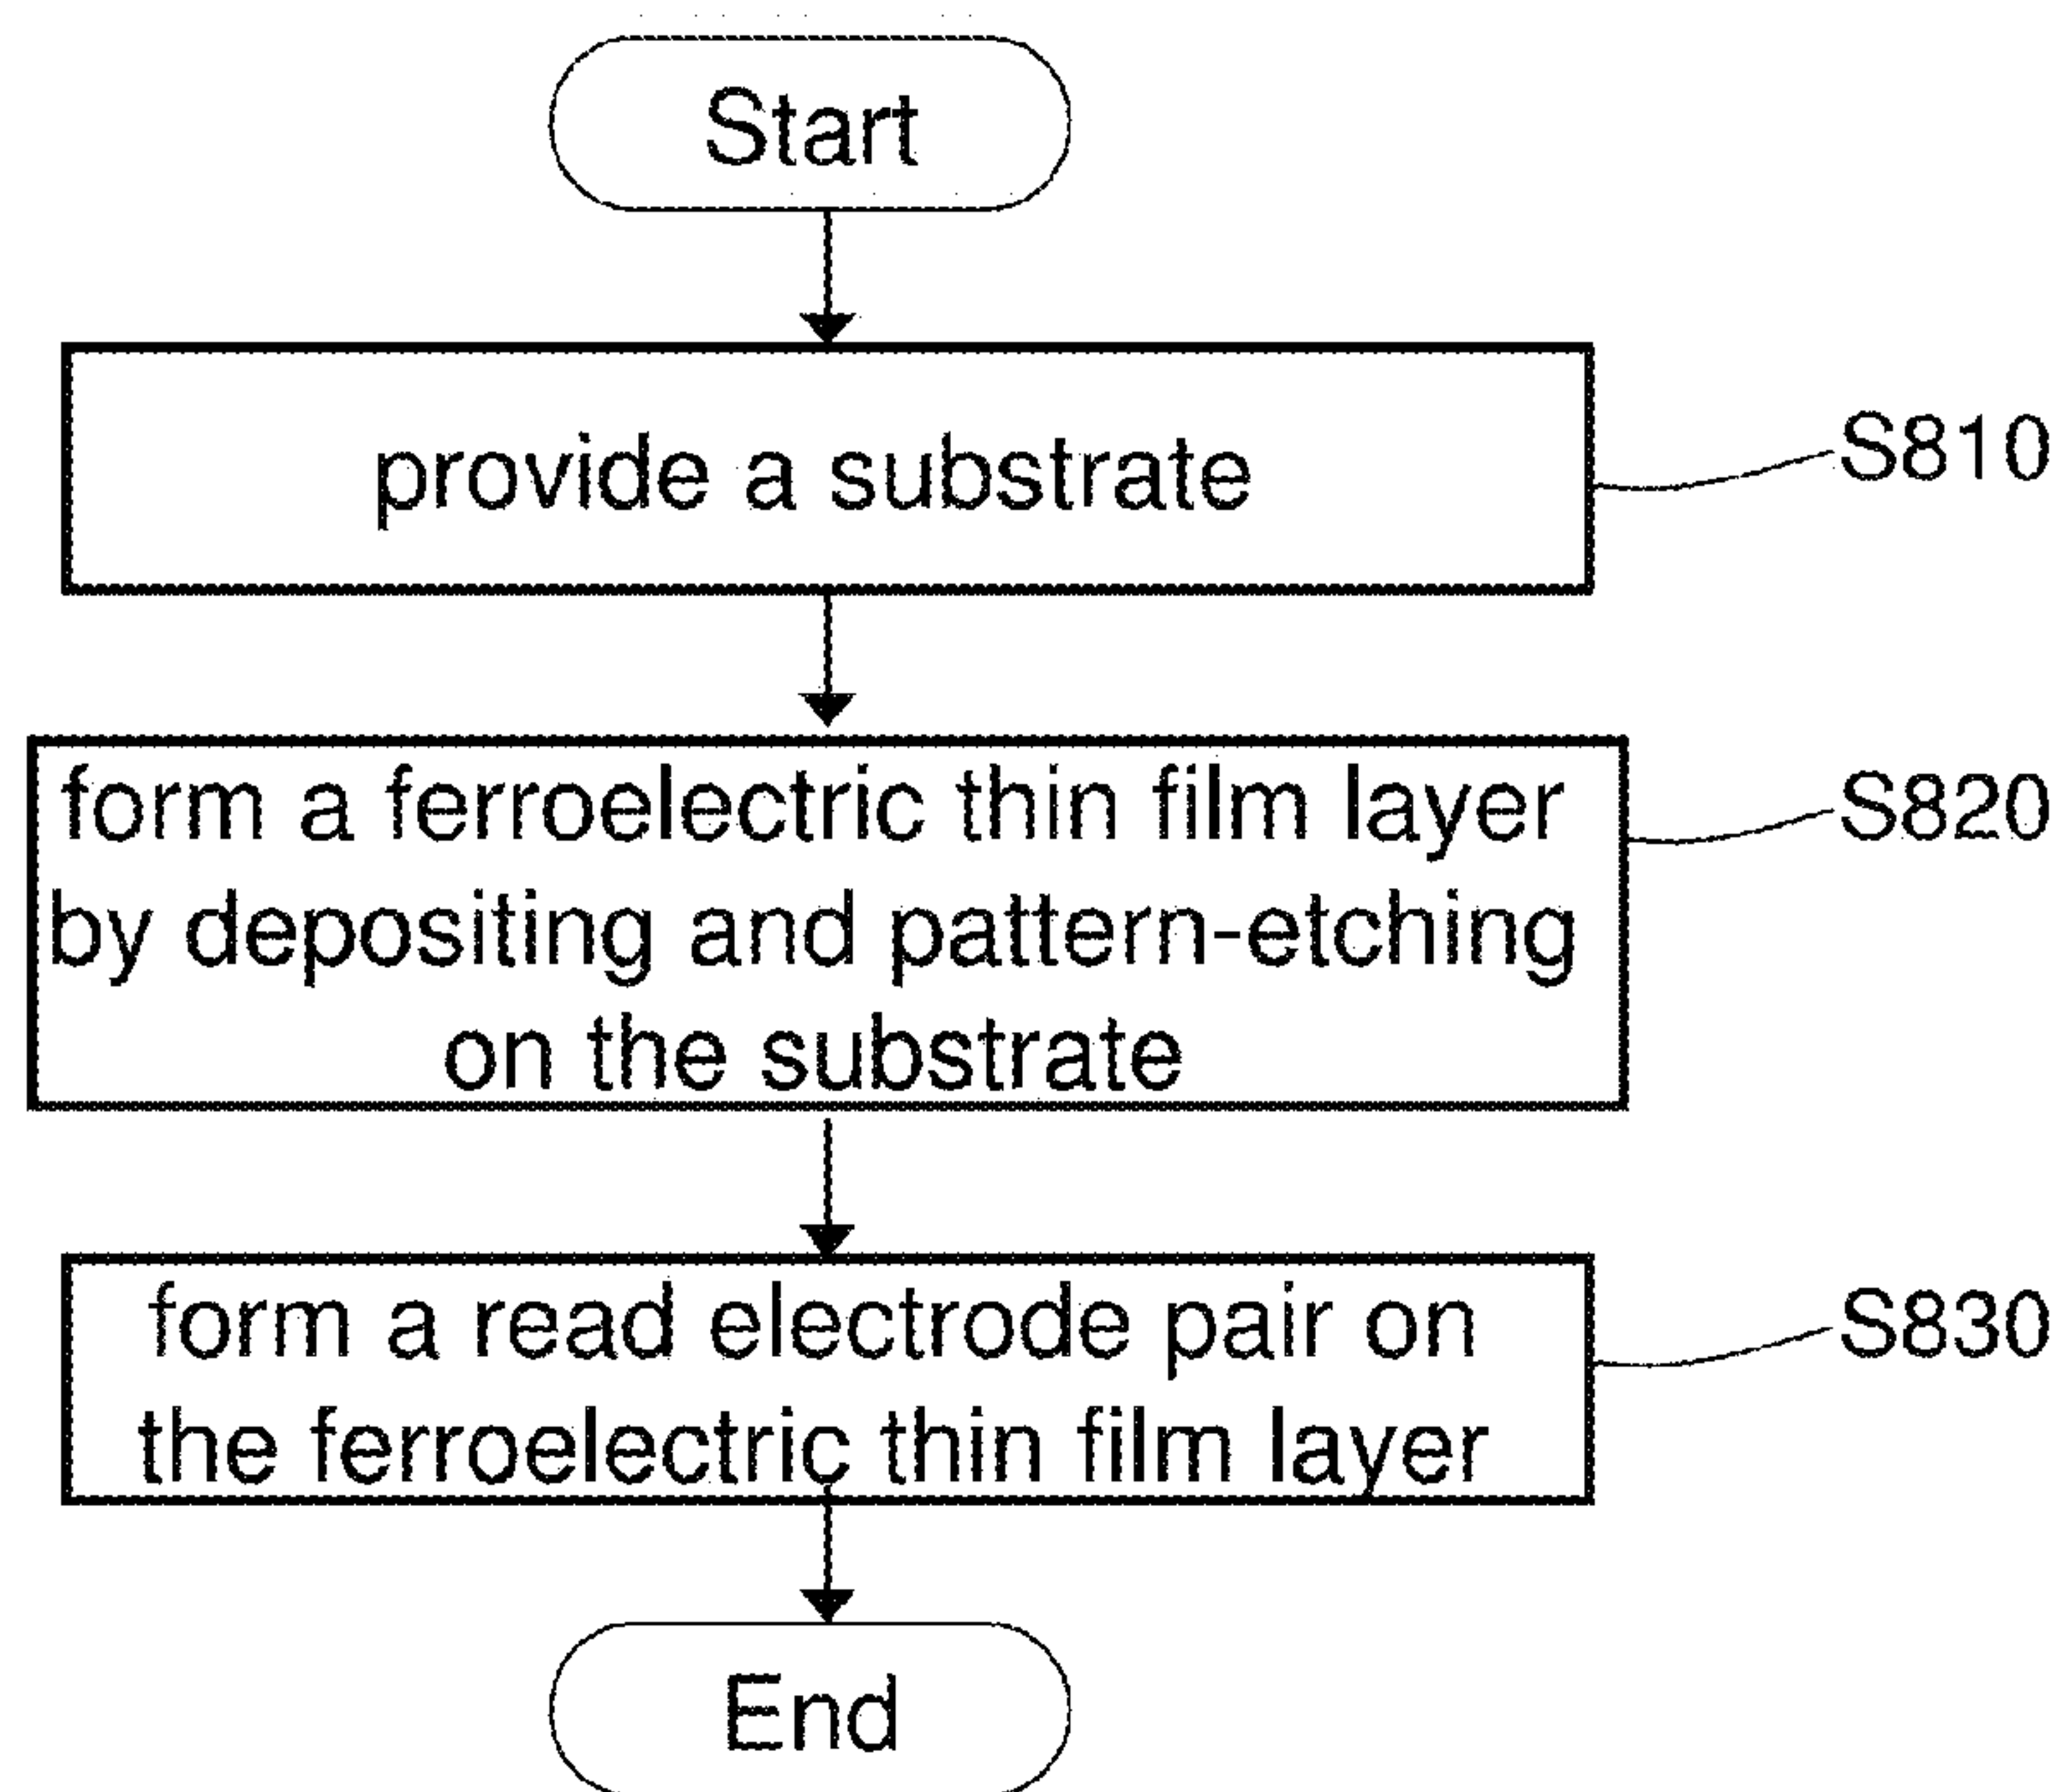 Start
provide a substrate
S810
form a ferroelectric thin film layer
by depositing and pattern-etching
on the substrate
S820
form a read electrode pair on
the ferroelectric thin film layer
S830
End